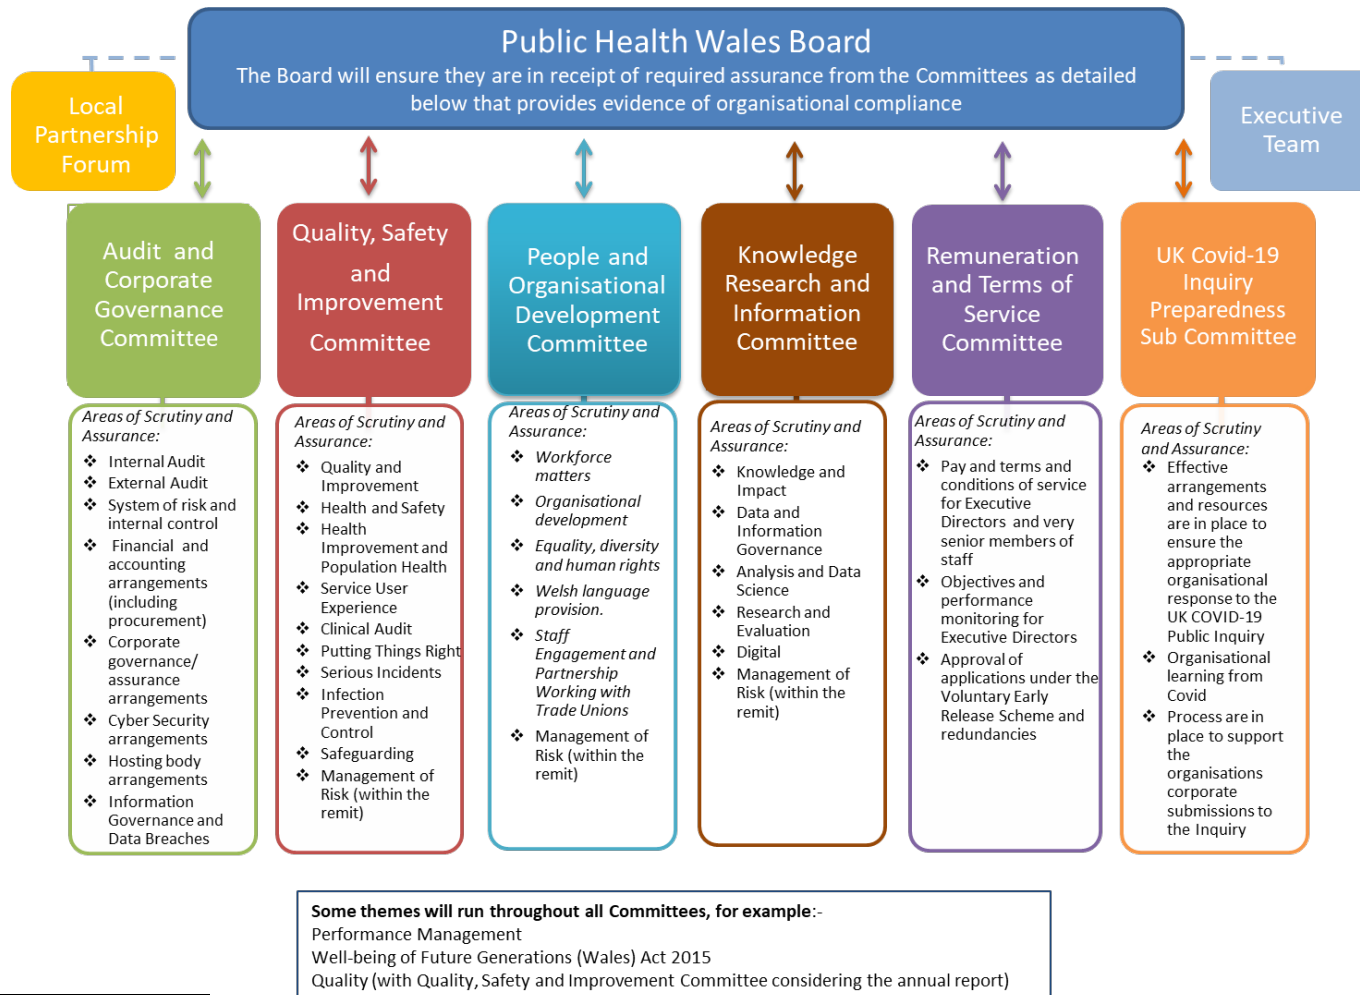 Public Health Wales Board
The Board will ensure they are in receipt of required assurance from the Committees as detailed
below that provides evidence of organisational compliance
Local
Partnership
Forum
Executive
Team
Audit and
Corporate
Governance
Committee
Quality, Safety
and
Improvement
Committee
People and
Organisational
Development
Committee
Knowledge
Research and
Information
Committee
Remuneration
and Terms of
Service
Committee
UK Covid-19
Inquiry
Preparedness
Sub Committee
Areas of Scrutiny and
Assurance:
❖ Internal Audit
❖ External Audit
❖ System of risk and
internal control
❖ Financial and
accounting
arrangements
(including
procurement)
❖ Corporate
governance/
assurance
arrangements
❖ Cyber Security
arrangements
❖ Hosting body
arrangements
❖ Information
Governance and
Data Breaches
Areas of Scrutiny and
Assurance:
❖ Quality and
Improvement
❖ Health and Safety
❖ Health
Improvement and
Population Health
❖ Service User
Experience
❖ Clinical Audit
❖ Putting Things Right
❖ Serious Incidents
❖ Infection
Prevention and
Control
❖ Safeguarding
❖ Management of
Risk (within the
remit)
Areas of Scrutiny and
Assurance:
❖ Workforce
matters
❖ Organisational
development
❖ Equality, diversity
and human rights
❖ Welsh language
provision.
❖ Staff
Engagement and
Partnership
Working with
Trade Unions
❖ Management of
Risk (within the
remit)
Areas of Scrutiny and
Assurance:
❖ Knowledge and
Impact
❖ Data and
Information
Governance
❖ Analysis and Data
Science
❖ Research and
Evaluation
❖ Digital
❖ Management of
Risk (within the
remit)
Areas of Scrutiny and
Assurance:
❖ Pay and terms and
conditions of service
for Executive
Directors and very
senior members of
staff
❖ Objectives and
performance
monitoring for
Executive Directors
❖ Approval of
applications under the
Voluntary Early
Release Scheme and
redundancies
Areas of Scrutiny
and Assurance:
❖ Effective
arrangements
and resources
are in place to
ensure the
appropriate
organisational
response to the
UK COVID-19
Public Inquiry
❖ Organisational
learning from
Covid
❖ Process are in
place to support
the
organisations
corporate
submissions to
the Inquiry
Some themes will run throughout all Committees, for example:-
Performance Management
Well-being of Future Generations (Wales) Act 2015
Quality (with Quality, Safety and Improvement Committee considering the annual report)